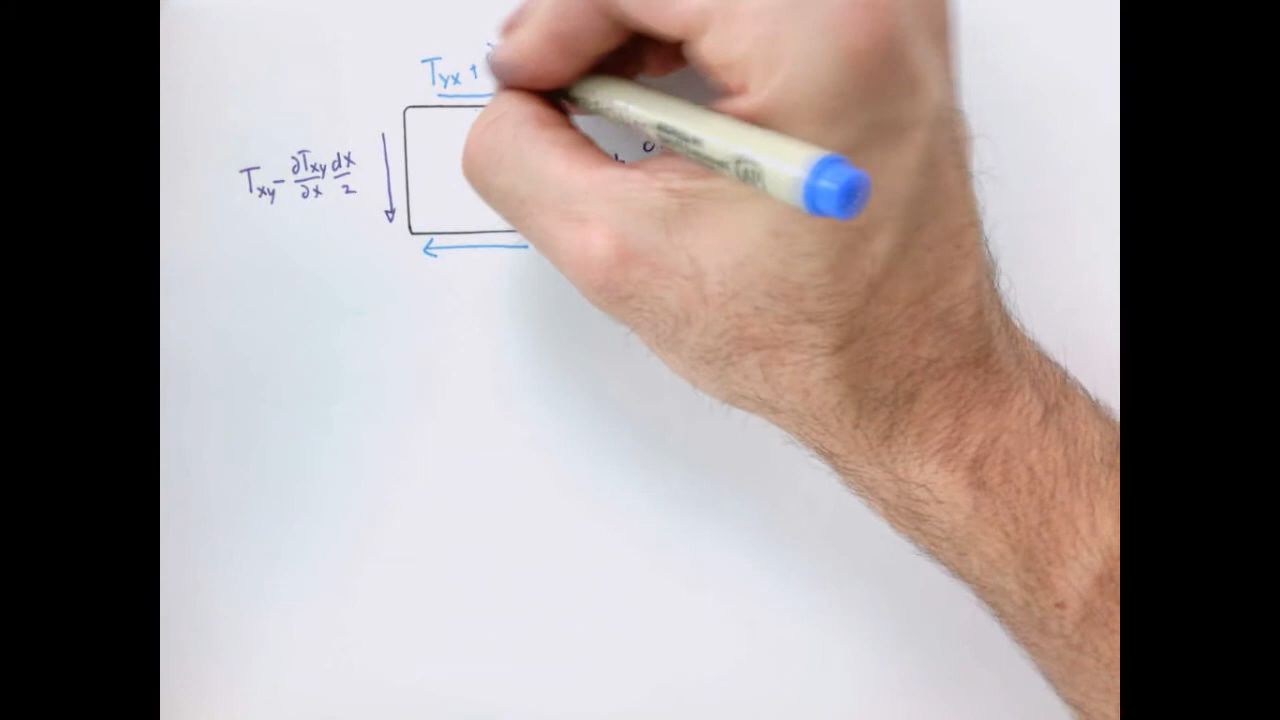 Tyx +
Txy - ∂Txy/∂x dx/2